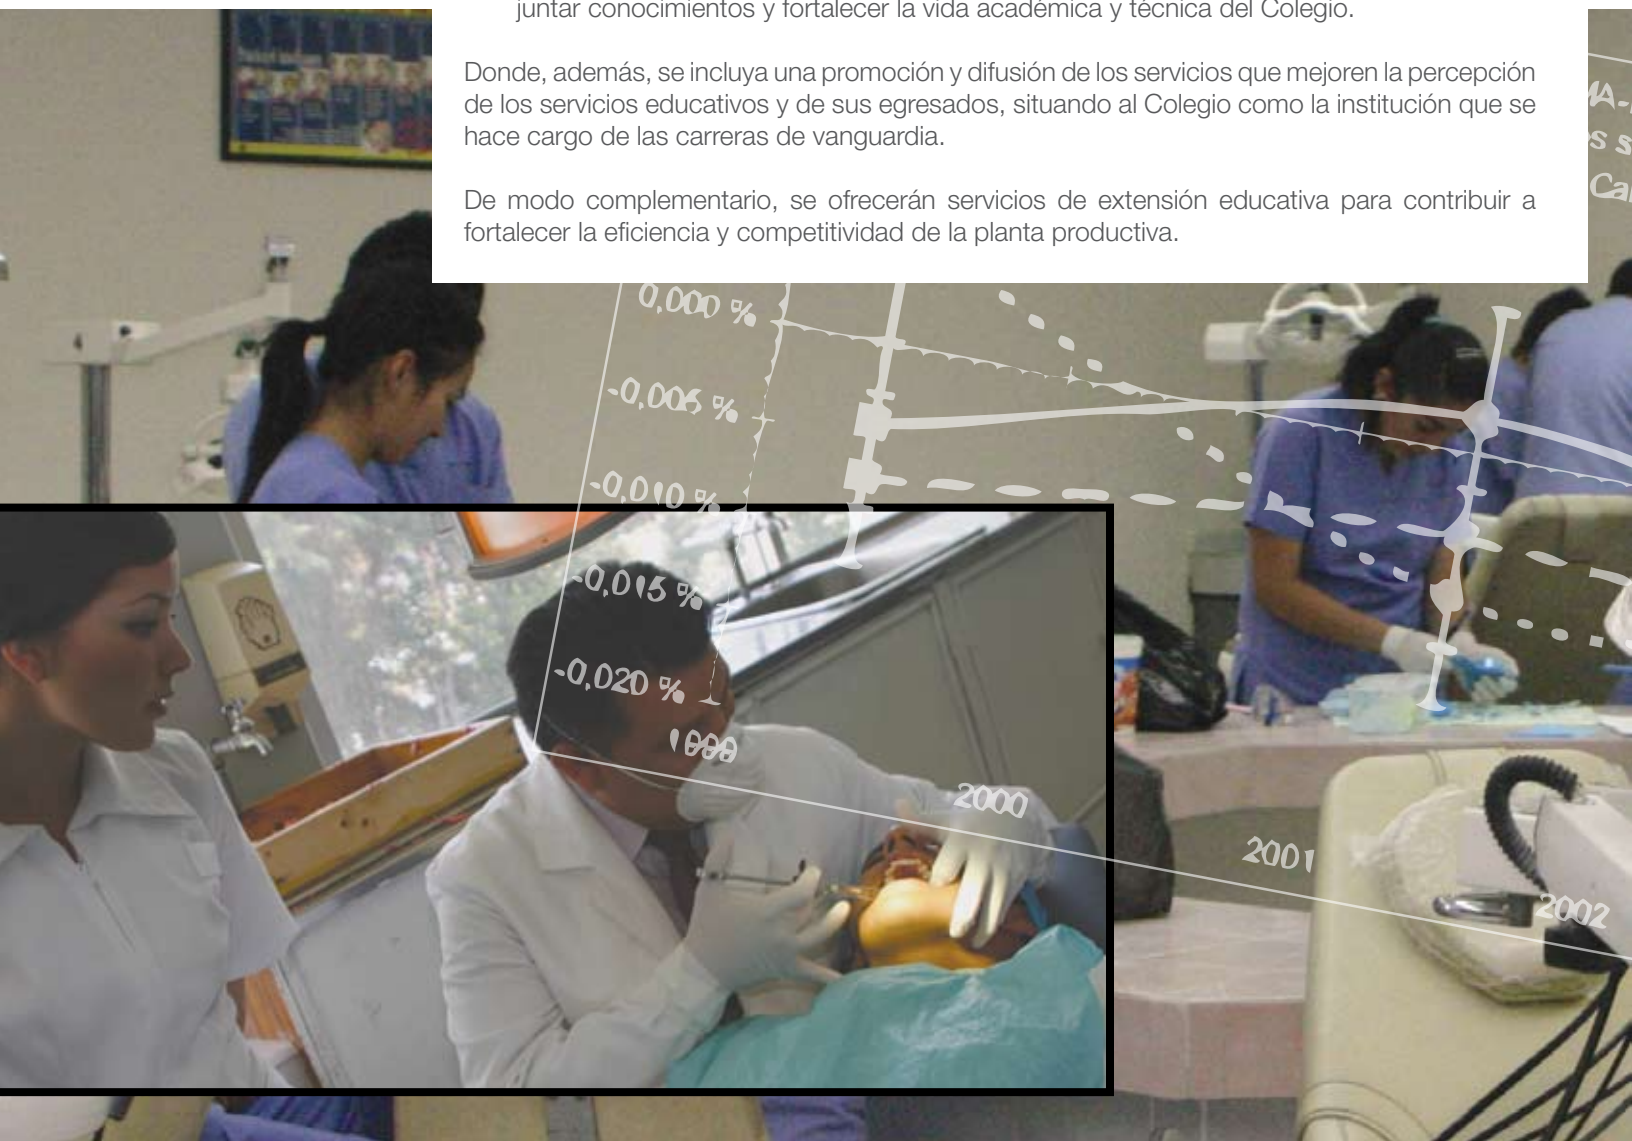 juntar conocimientos y fortalecer la vida académica y técnica del Colegio.
Donde, además, se incluya una promoción y difusión de los servicios que mejoren la percepción
de los servicios educativos y de sus egresados, situando al Colegio como la institución que se
hace cargo de las carreras de vanguardia.
De modo complementario, se ofrecerán servicios de extensión educativa para contribuir a
fortalecer la eficiencia y competitividad de la planta productiva.
0,000 %
-0,005 %
-0,010 %
-0,015 %
-0,020 %
2000
2001
2002
4